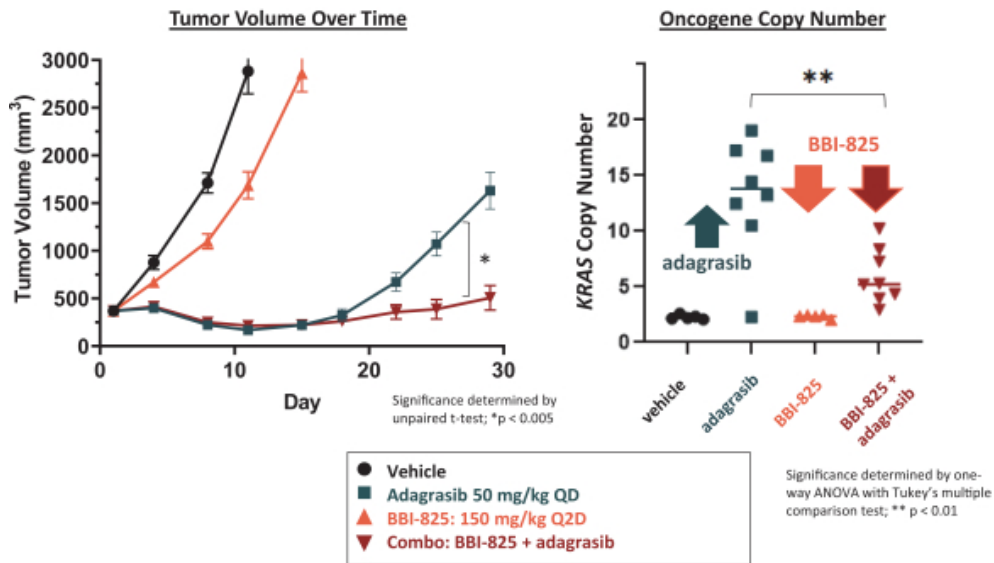 Tumor Volume Over Time
Oncogene Copy Number
Tumor Volume (mm³)
3000
2500
2000
1500
1000
500
0
0
10
20
30
Day
*
Significance determined by
unpaired t-test; *p < 0.005
KRAS Copy Number
20
15
10
5
0
**
BBI-825
adagrasib
vehicle
adagrasib
BBI-825
BBI-825 +
adagrasib
Vehicle
Adagrasib 50 mg/kg QD
BBI-825: 150 mg/kg Q2D
Combo: BBI-825 + adagrasib
Significance determined by one-
way ANOVA with Tukey's multiple
comparison test; ** p < 0.01